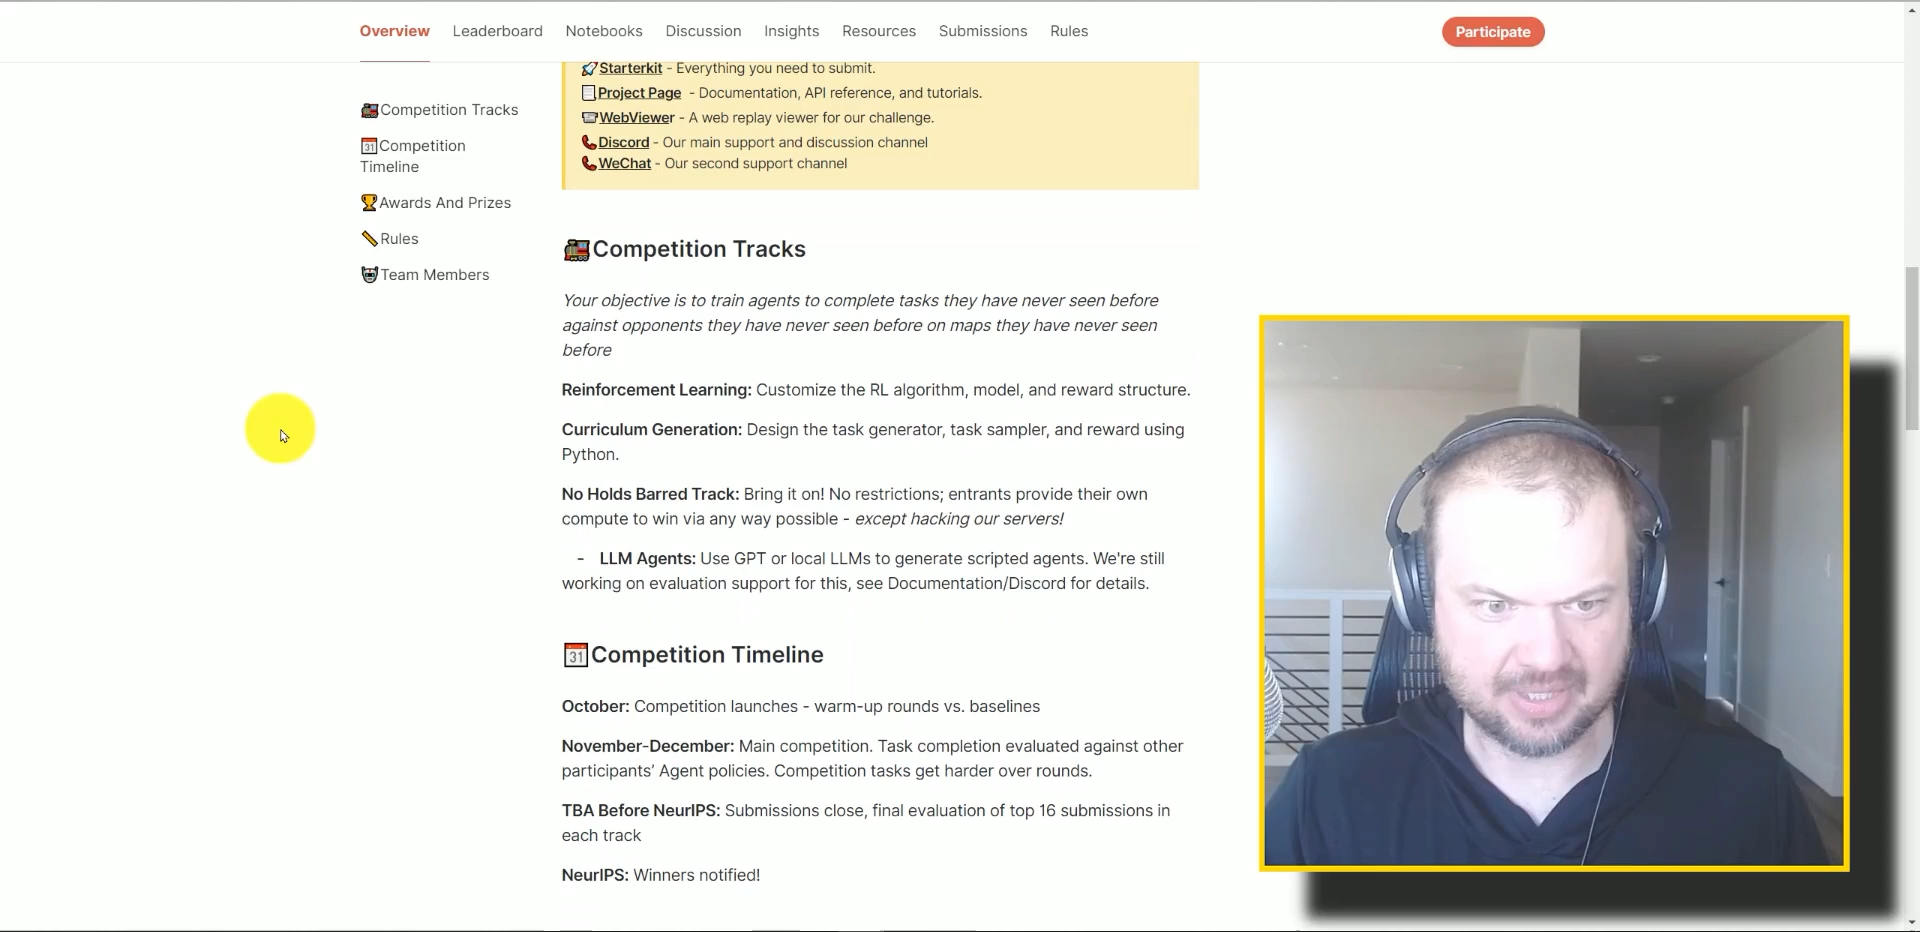 Overview Leaderboard Notebooks Discussion Insights Resources Submissions Rules Participate
Competition Tracks
31 Competition
Timeline
Awards And Prizes
Rules
Team Members
Starterkit - Everything you need to submit.
Project Page - Documentation, API reference, and tutorials.
WebViewer - A web replay viewer for our challenge.
Discord - Our main support and discussion channel
WeChat - Our second support channel
Competition Tracks
Your objective is to train agents to complete tasks they have never seen before
against opponents they have never seen before on maps they have never seen
before
Reinforcement Learning: Customize the RL algorithm, model, and reward structure.
Curriculum Generation: Design the task generator, task sampler, and reward using
Python.
No Holds Barred Track: Bring it on! No restrictions; entrants provide their own
compute to win via any way possible - except hacking our servers!
- LLM Agents: Use GPT or local LLMs to generate scripted agents. We're still
working on evaluation support for this, see Documentation/Discord for details.
31 Competition Timeline
October: Competition launches - warm-up rounds vs. baselines
November-December: Main competition. Task completion evaluated against other
participants’ Agent policies. Competition tasks get harder over rounds.
TBA Before NeurIPS: Submissions close, final evaluation of top 16 submissions in
each track
NeurIPS: Winners notified!